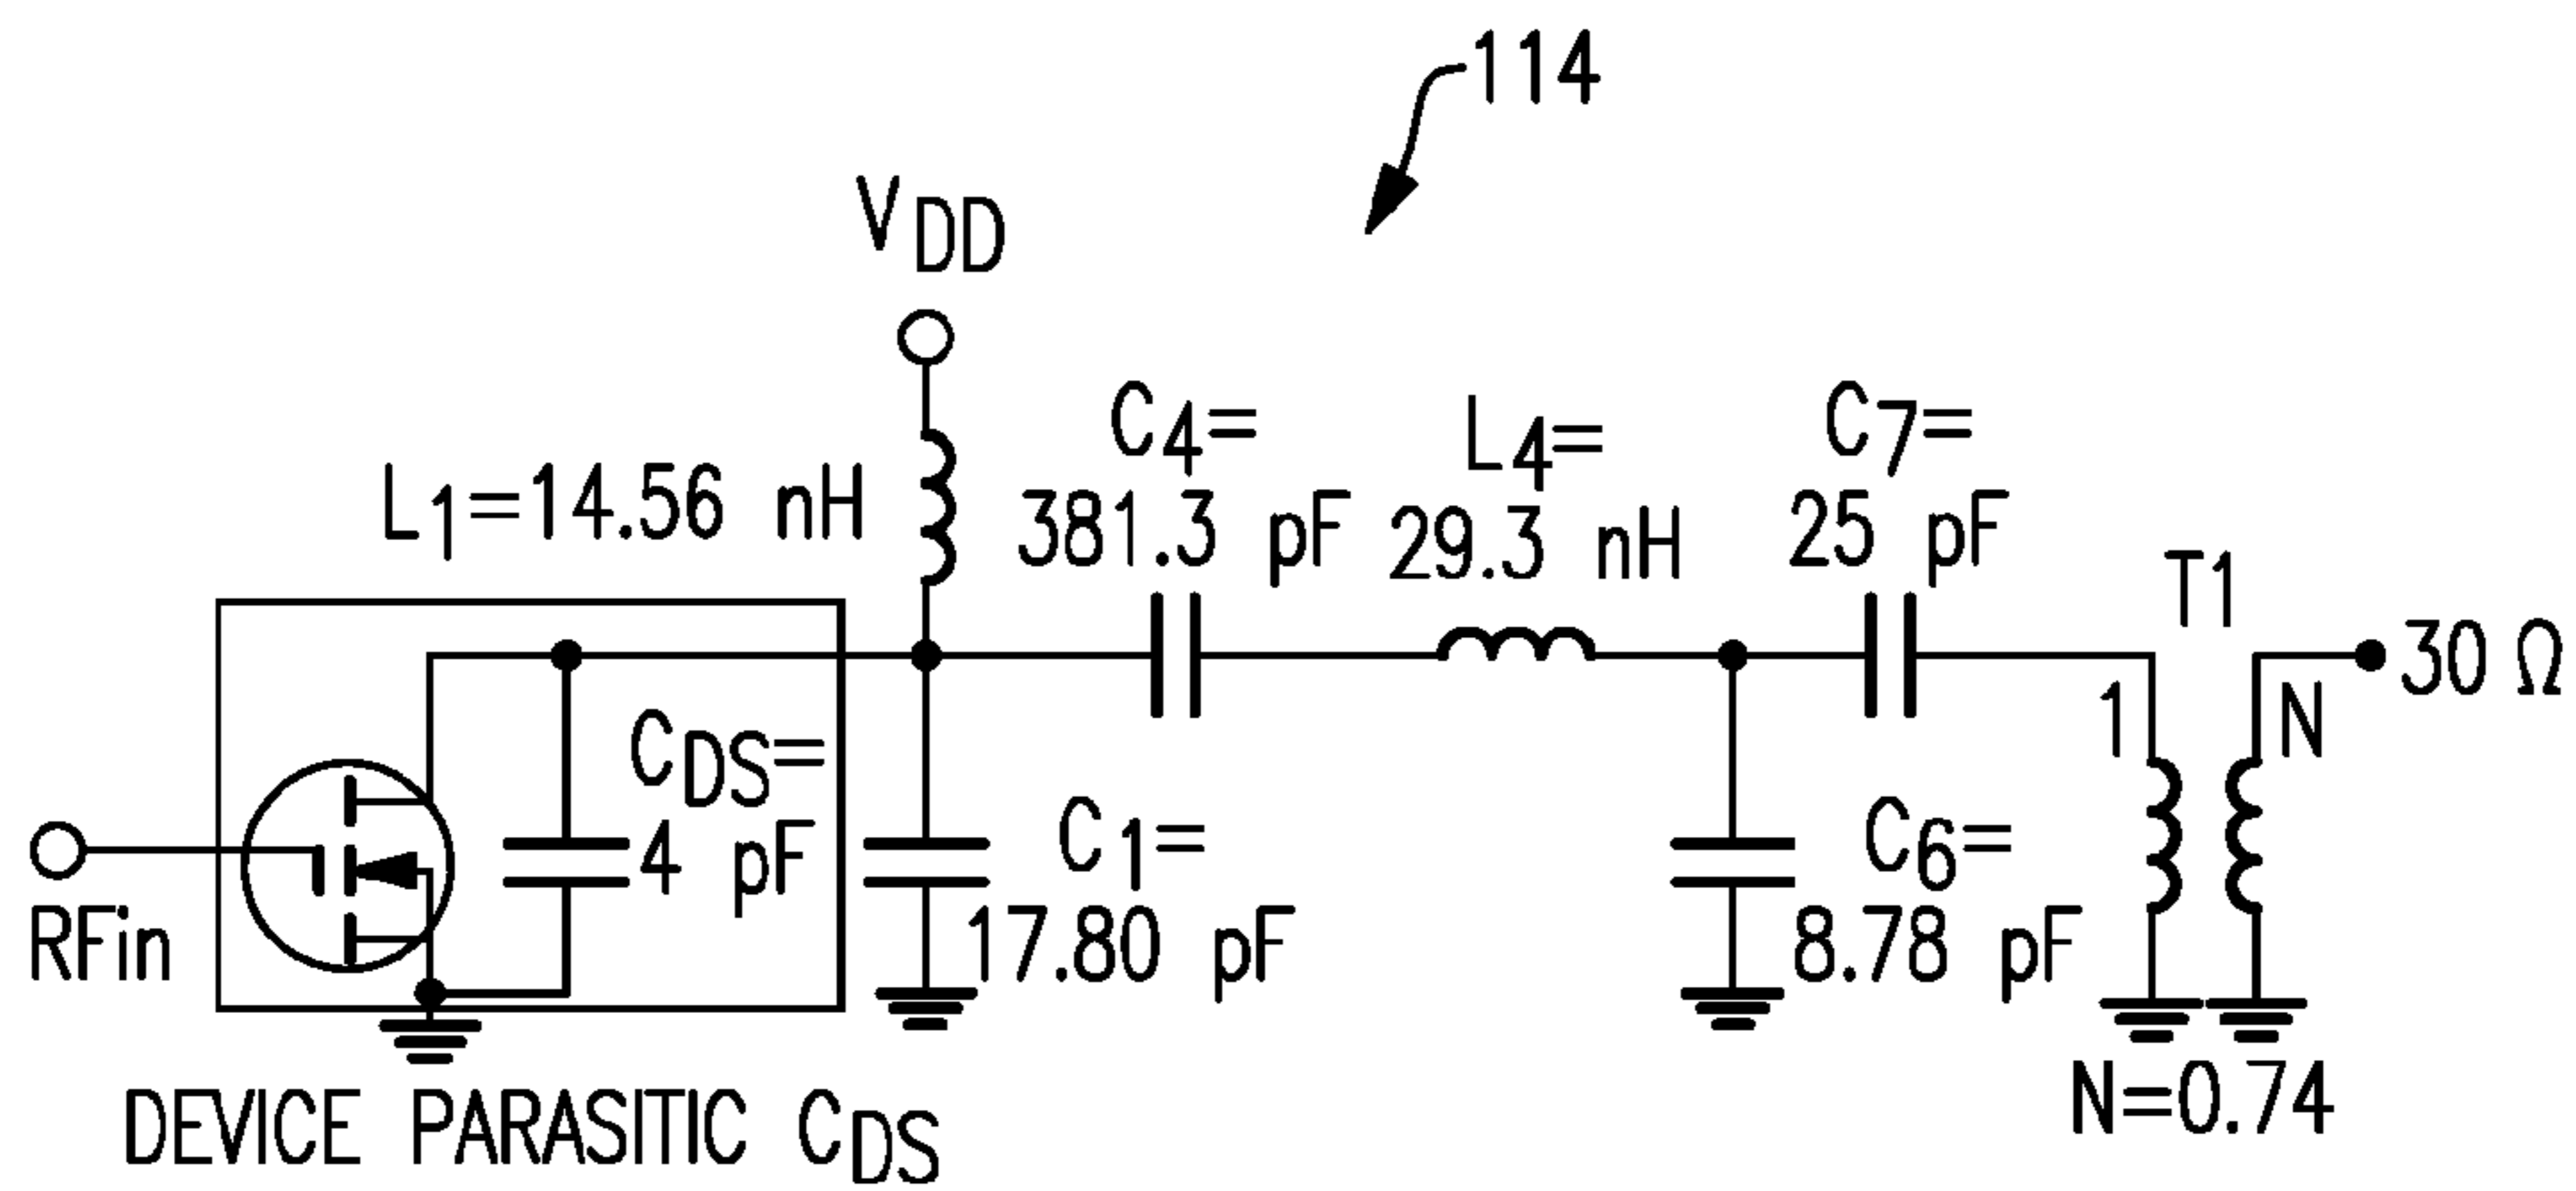 114
VDD
C4=
381.3 pF
L4=
29.3 nH
C7=
25 pF
L1=14.56 nH
T1
1
N
30 Ω
CDS=
4 pF
C1=
17.80 pF
C6=
8.78 pF
RFin
N=0.74
DEVICE PARASITIC CDS